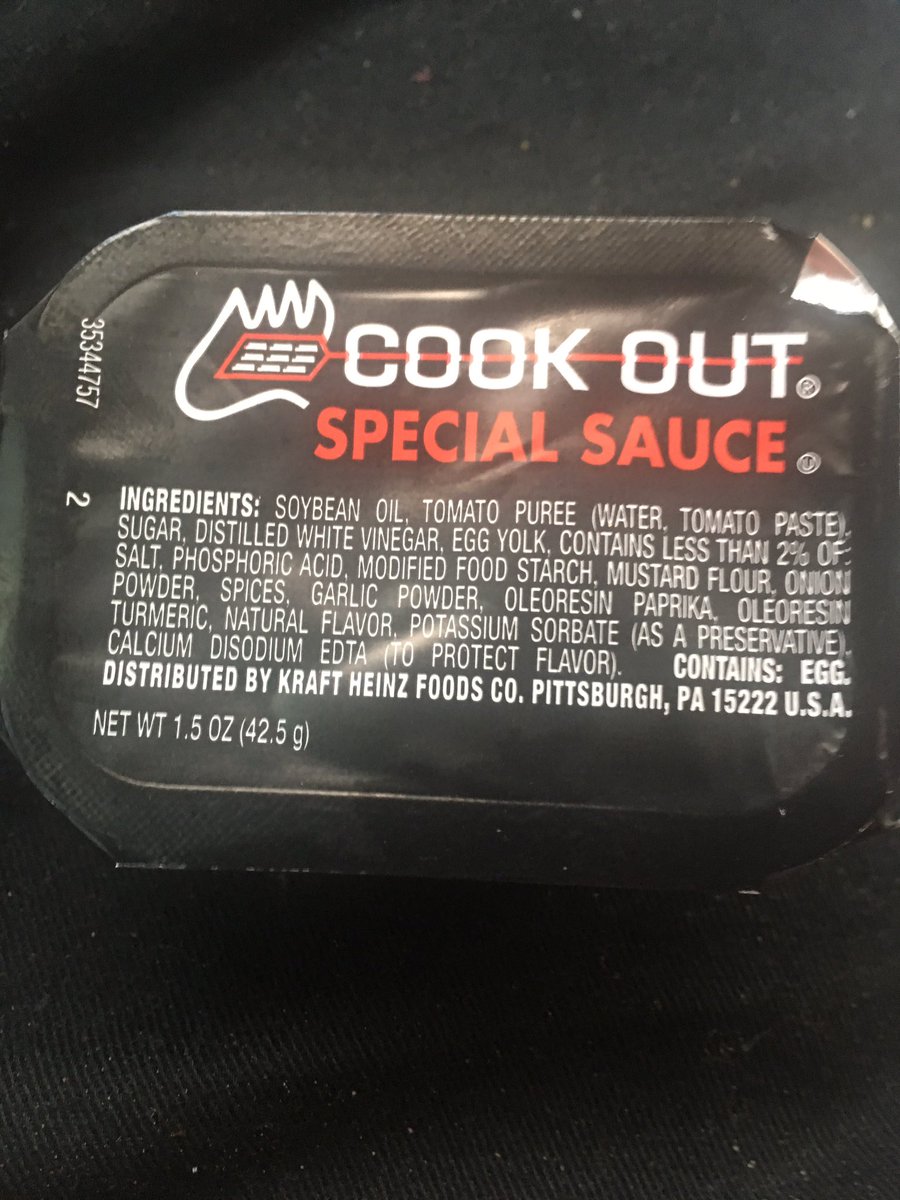 COOK OUT®
SPECIAL SAUCE Ⓤ
35344757
2
INGREDIENTS: SOYBEAN OIL, TOMATO PUREE (WATER, TOMATO PASTE),
SUGAR, DISTILLED WHITE VINEGAR, EGG YOLK, CONTAINS LESS THAN 2% OF:
SALT, PHOSPHORIC ACID, MODIFIED FOOD STARCH, MUSTARD FLOUR, ONION
POWDER, SPICES, GARLIC POWDER, OLEORESIN PAPRIKA, OLEORESIN
TURMERIC, NATURAL FLAVOR, POTASSIUM SORBATE (AS A PRESERVATIVE),
CALCIUM DISODIUM EDTA (TO PROTECT FLAVOR). CONTAINS: EGG.
DISTRIBUTED BY KRAFT HEINZ FOODS CO. PITTSBURGH, PA 15222 U.S.A.
NET WT 1.5 OZ (42.5 g)